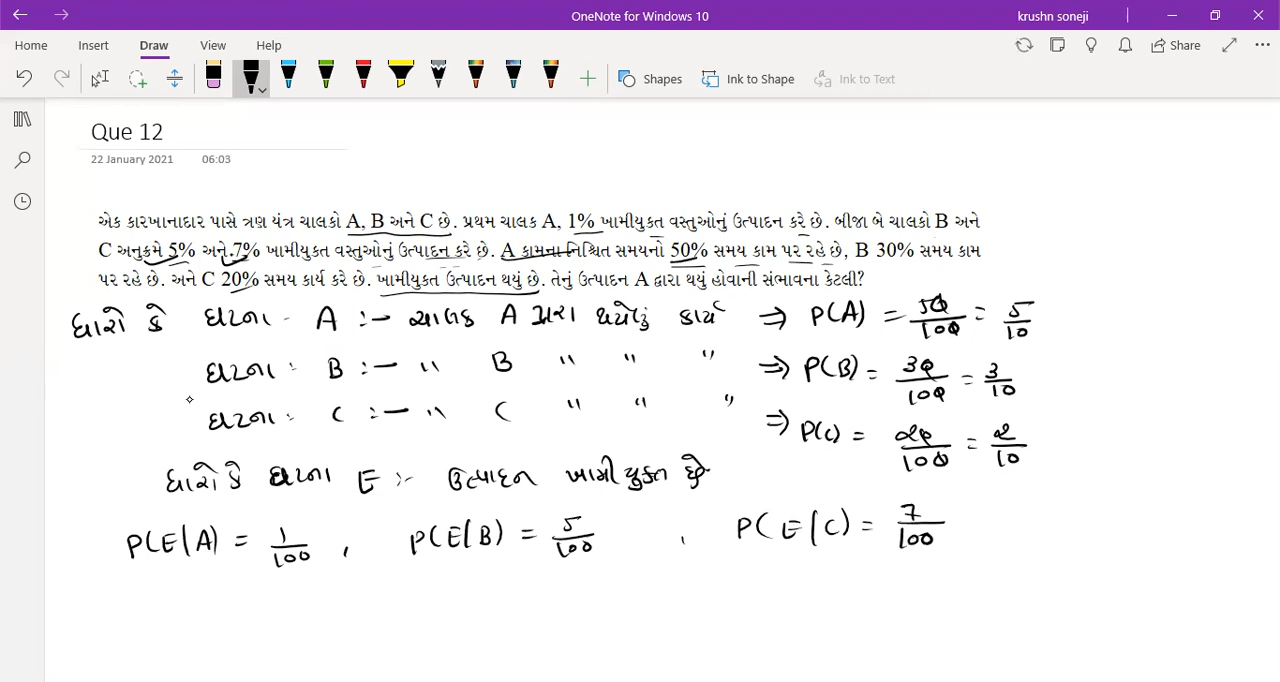 OneNote for Windows 10
krushn soneji
Home Insert Draw View Help
Share
Shapes Ink to Shape Ink to Text
Que 12
22 January 2021 06:03
એક કારખાનાદાર પાસે ત્રણ યંત્ર ચાલકો A, B અને C છે. પ્રથમ ચાલક A, 1% ખામીયુક્ત વસ્તુઓનું ઉત્પાદન કરે છે. બીજા બે ચાલકો B અને
C અનુક્રમે 5% અને 7% ખામીયુક્ત વસ્તુઓનું ઉત્પાદન કરે છે. A કામના નિશ્ચિત સમયનો 50% સમય કામ પર રહે છે, B 30% સમય કામ
પર રહે છે. અને C 20% સમય કાર્ય કરે છે. ખામીયુક્ત ઉત્પાદન થયું છે. તેનું ઉત્પાદન A દ્વારા થયું હોવાની સંભાવના કેટલી?
ધારો કે ઘટના - A :- ચાલક A દ્વારા થયેલું કાર્ય ⇒ P(A) = 50/100 = 5/10
ઘટના :- B :- " B " " " ⇒ P(B) = 30/100 = 3/10
ઘટના :- C :- " C " " " ⇒ P(C) = 20/100 = 2/10
ધારો કે ઘટના E :- ઉત્પાદન ખામીયુક્ત છે
P(E/A) = 1/100 , P(E/B) = 5/100 , P(E/C) = 7/100